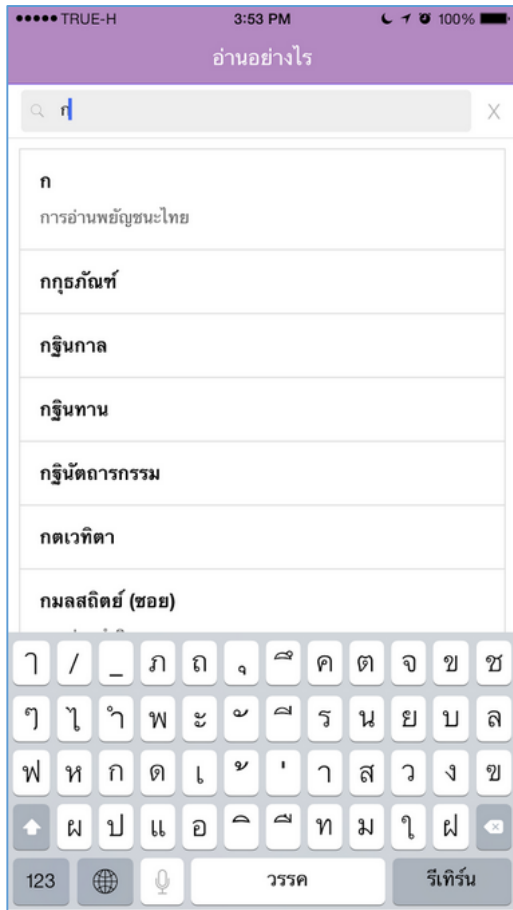 TRUE-H 3:53 PM 100%
อ่านอย่างไร
ก X
ก
การอ่านพยัญชนะไทย
กกุธภัณฑ์
กฐินกาล
กฐินทาน
กฐินัตถารกรรม
กตเวทิตา
กมลสถิตย์ (ซอย)
ๅ / _ ภ ถ ุ ึ ค ต จ ข ช
ๆ ไ ำ พ ะ ั ี ร น ย บ ล
ฟ ห ก ด เ ้ ่ า ส ว ง ฃ
ผ ป แ อ ิ ื ท ม ใ ฝ
123 วรรค รีเทิร์น